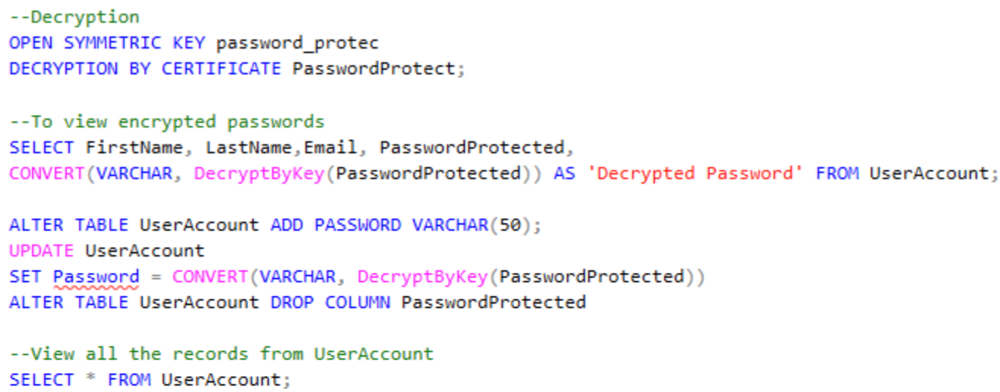 --Decryption
OPEN SYMMETRIC KEY password_protec
DECRYPTION BY CERTIFICATE PasswordProtect;
--To view encrypted passwords
SELECT FirstName, LastName,Email, PasswordProtected,
CONVERT(VARCHAR, DecryptByKey(PasswordProtected)) AS 'Decrypted Password' FROM UserAccount;
ALTER TABLE UserAccount ADD PASSWORD VARCHAR(50);
UPDATE UserAccount
SET Password = CONVERT(VARCHAR, DecryptByKey(PasswordProtected))
ALTER TABLE UserAccount DROP COLUMN PasswordProtected
--View all the records from UserAccount
SELECT * FROM UserAccount;